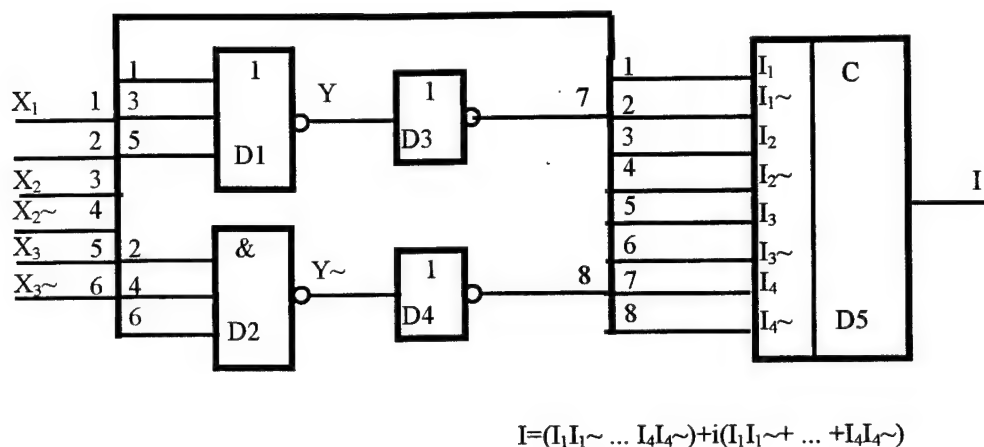 1 1 1 I₁ C
X₁ 1 3 Y 1 7 2 I₁~
2 5 D1 D3 3 I₂
X₂ 3 4 I₂~ I
X₂~ 4 5 I₃
X₃ 5 2 & Y~ 1 6 I₃~
X₃~ 6 4 8 7 I₄
6 D2 D4 8 I₄~ D5
I=(I₁I₁~ ... I₄I₄~)+i(I₁I₁~+ ... +I₄I₄~)